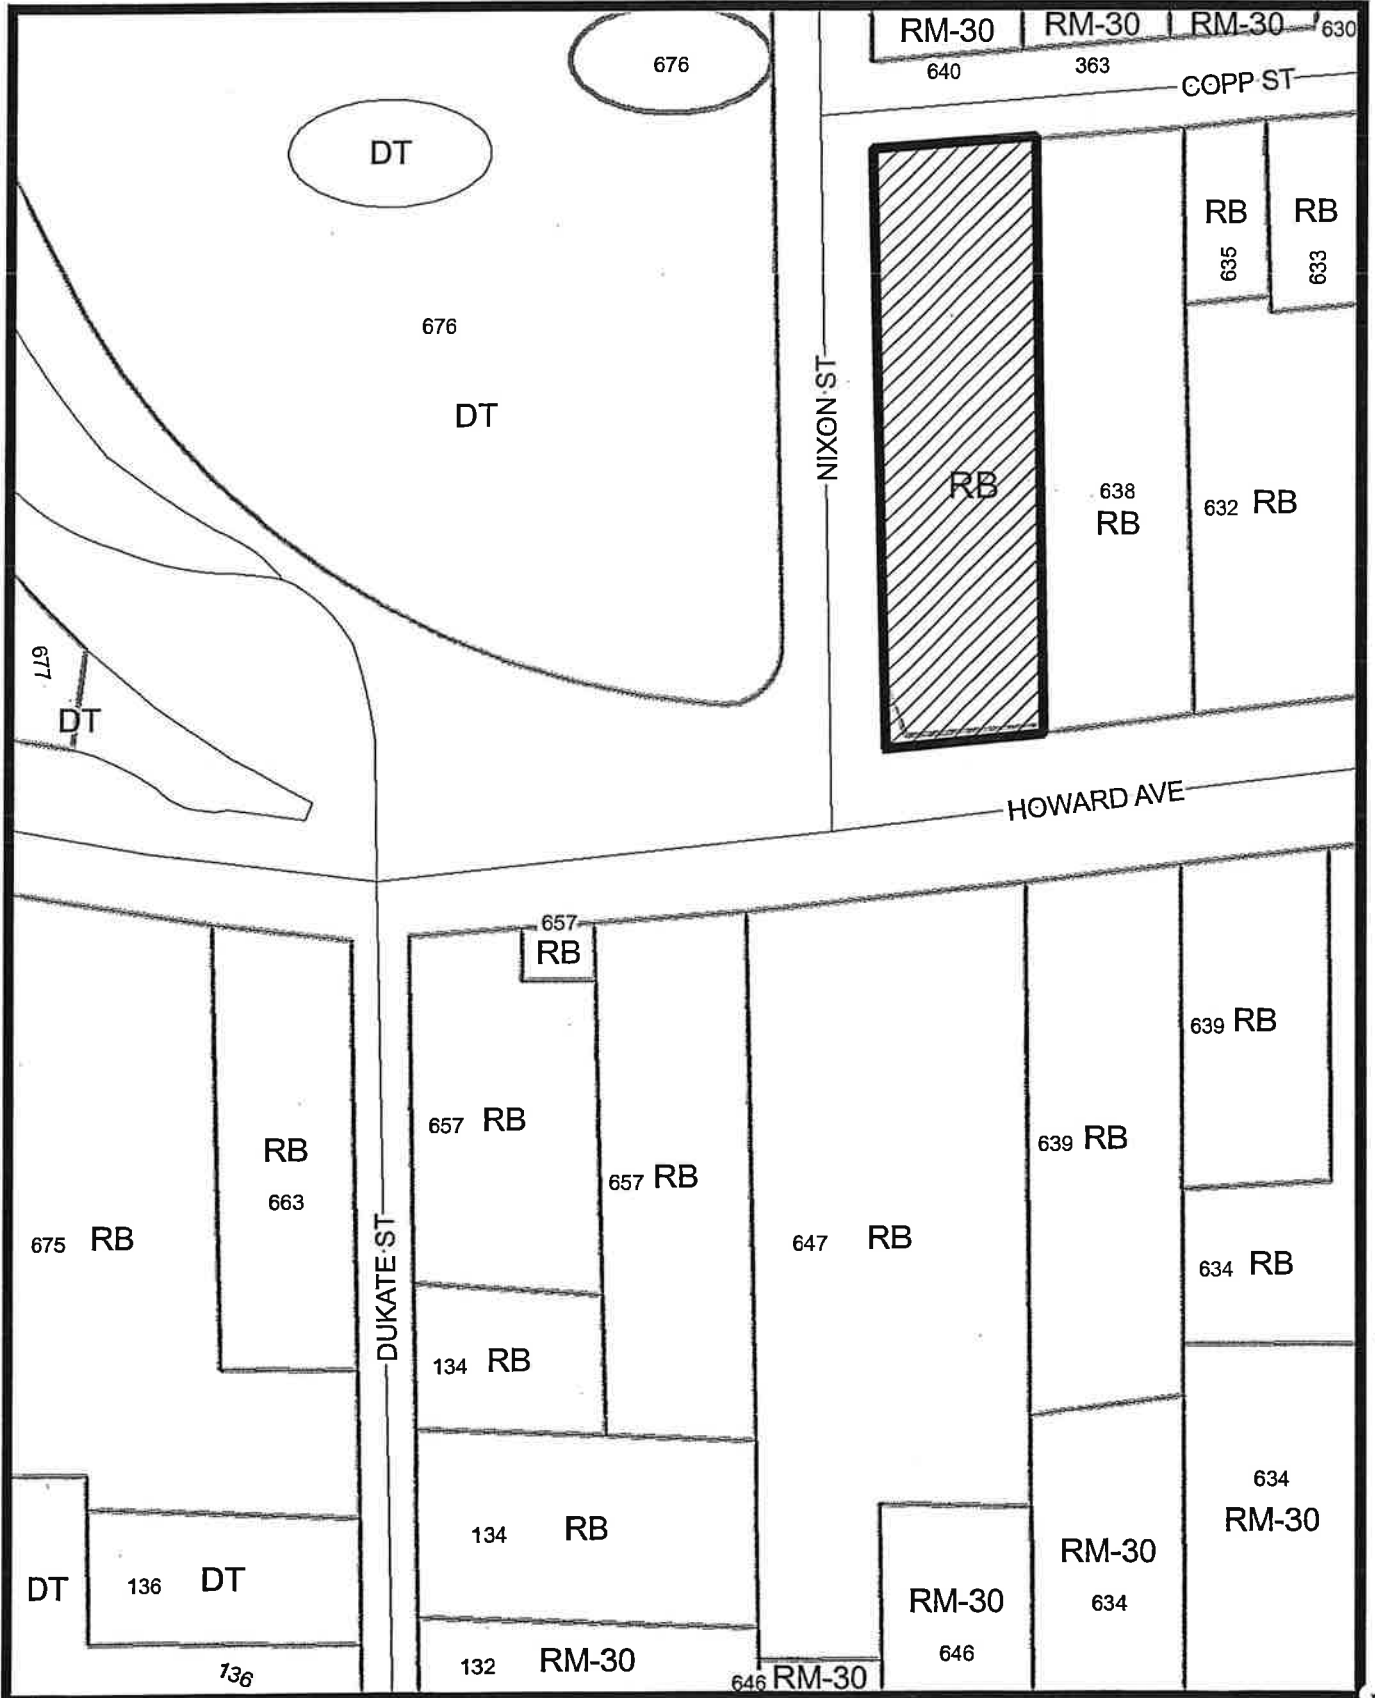 RM-30
RM-30
RM-30
630
640
363
COPP ST
676
DT
676
DT
NIXON ST
RB
638
RB
RB
635
RB
633
632 RB
677
DT
HOWARD AVE
657
RB
657 RB
657 RB
RB
663
675 RB
DUKATE ST
647 RB
639 RB
639 RB
634 RB
134 RB
134 RB
634
RM-30
RM-30
634
DT
136 DT
136
132 RM-30
646 RM-30
RM-30
646